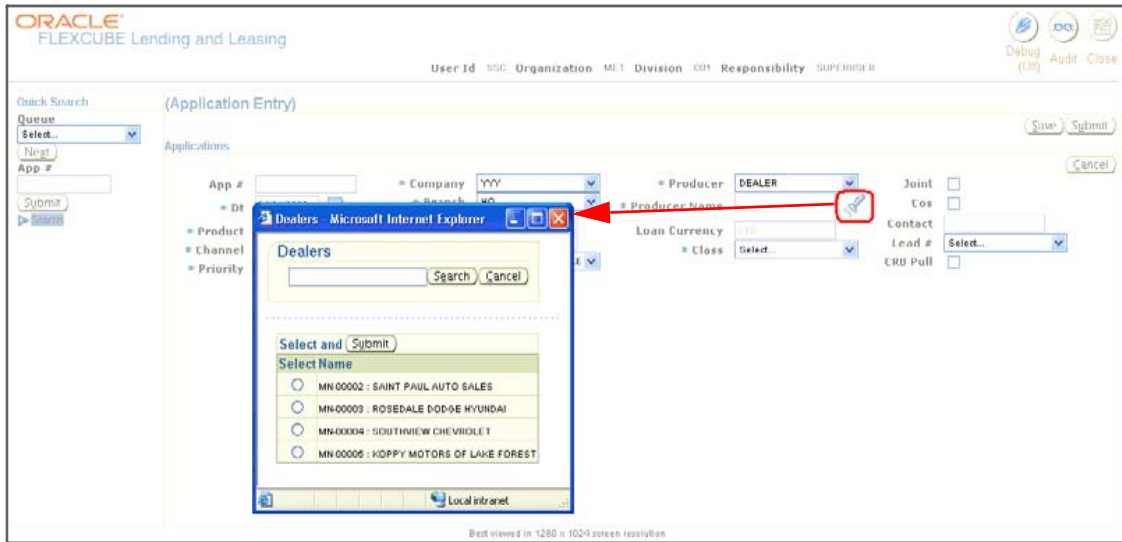 ORACLE
FLEXCUBE Lending and Leasing
Debug (Off) Audit Close
User Id SSC Organization MET Division C01 Responsibility SUPERUSER
Quick Search
(Application Entry)
Queue
Select...
Save Submit
Next
Applications
Cancel
App #
App # Company YYY Producer DEALER Joint
Submit
Dt Branch HQ Producer Name Cos
Search
Product Loan Currency Contact
Channel Class Select... Lead # Select...
Priority CRB Pull
Dealers - Microsoft Internet Explorer
Dealers
Search Cancel
Select and Submit
Select Name
MN-00002 : SAINT PAUL AUTO SALES
MN-00003 : ROSEDALE DODGE HYUNDAI
MN-00004 : SOUTHVIEW CHEVROLET
MN-00005 : KOPPY MOTORS OF LAKE FOREST
Local intranet
Best viewed in 1280 x 1024 screen resolution